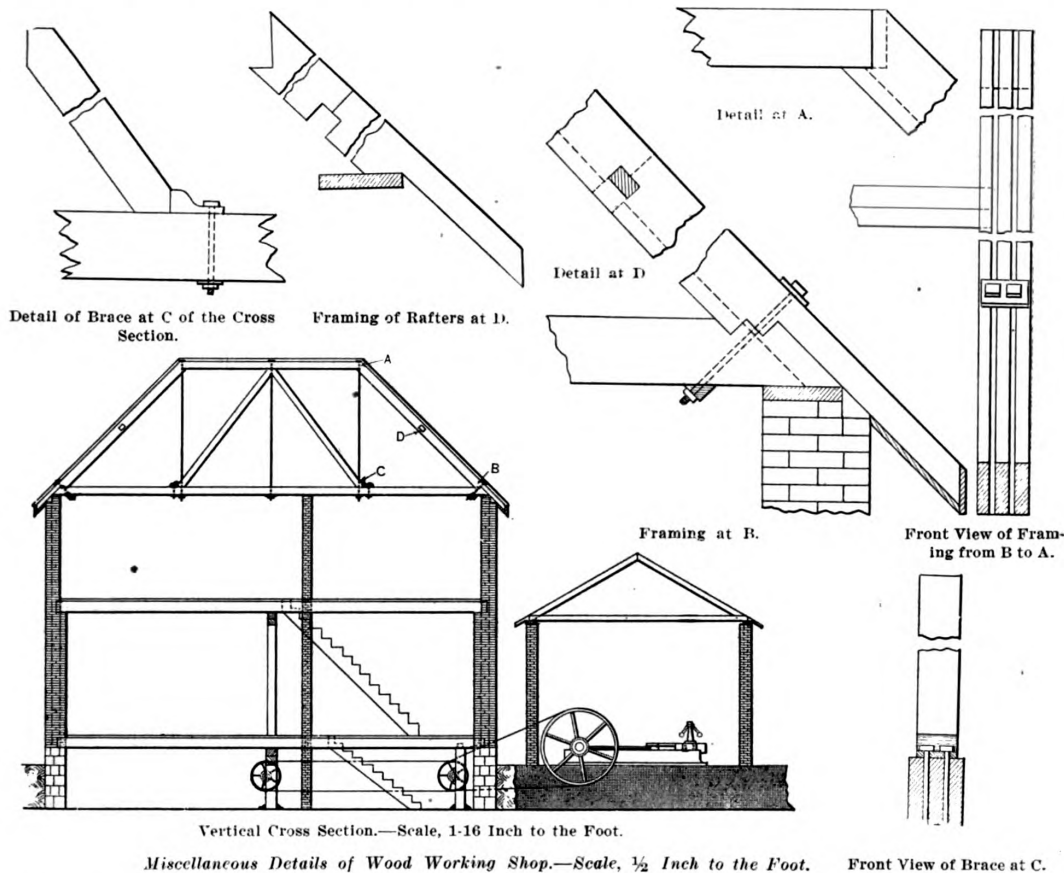 Detail at A.
Detail at D
Detail of Brace at C of the Cross
Section.
Framing of Rafters at D.
A
D
C
B
Framing at B.
Front View of Fram-
ing from B to A.
Vertical Cross Section.—Scale, 1-16 Inch to the Foot.
Miscellaneous Details of Wood Working Shop.—Scale, ½ Inch to the Foot.
Front View of Brace at C.